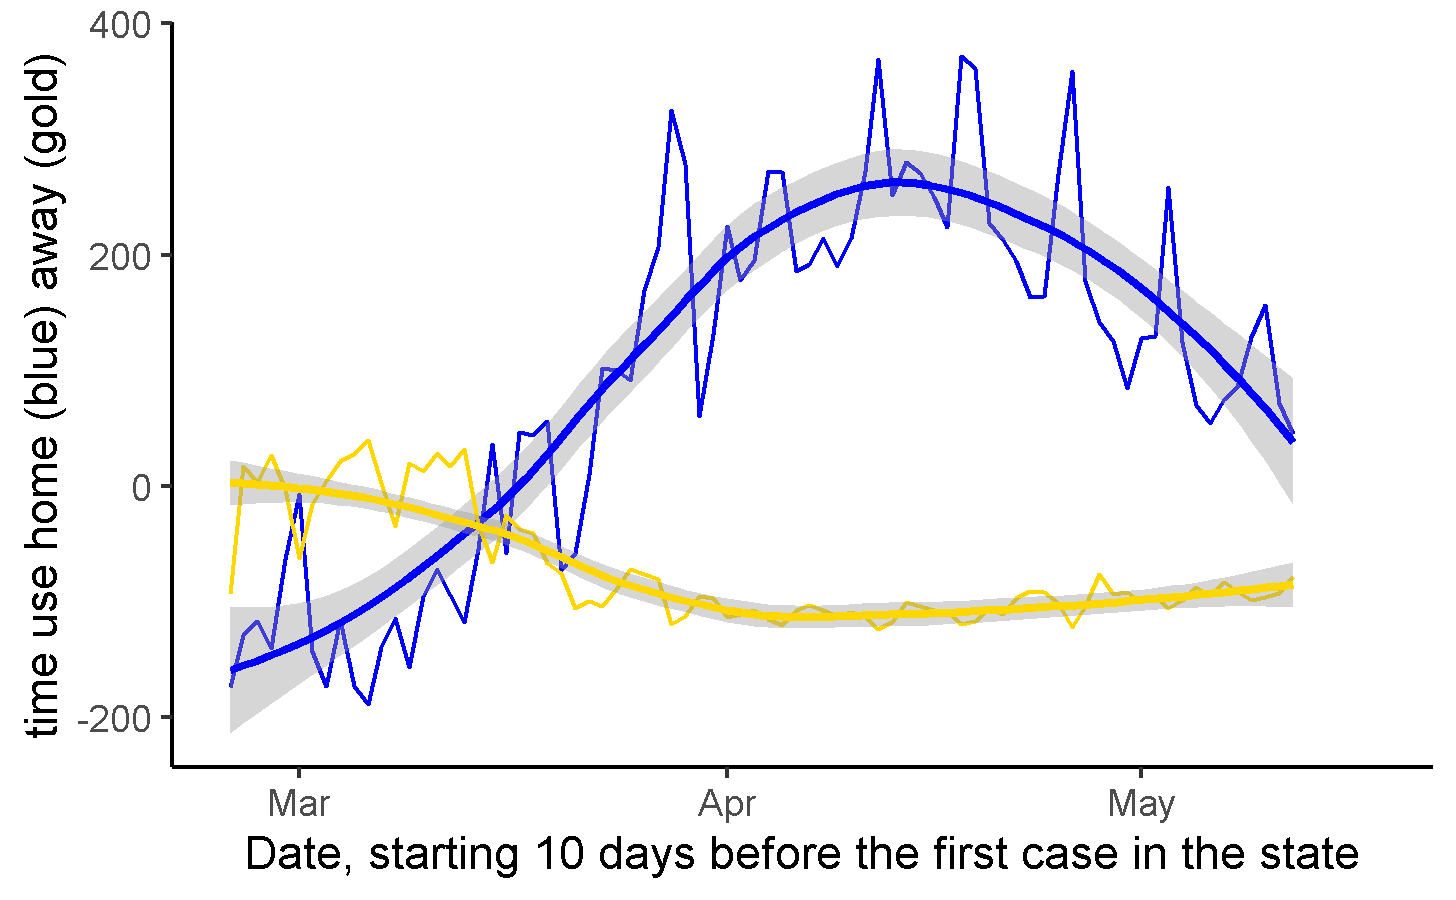 400
200
0
-200
time use home (blue) away (gold)
Mar
Apr
May
Date, starting 10 days before the first case in the state